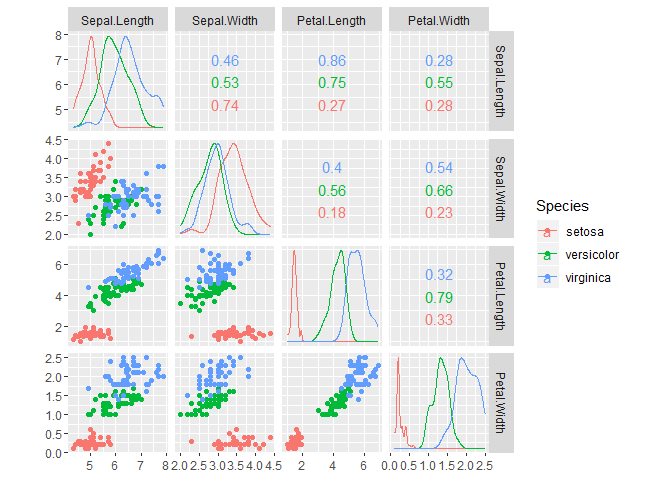 Sepal.Length Sepal.Width Petal.Length Petal.Width
8
7
6
5
0.46 0.86 0.28
0.53 0.75 0.55
0.74 0.27 0.28
Sepal.Length
4.5
4.0
3.5
3.0
2.5
2.0
0.4 0.54
0.56 0.66
0.18 0.23
Sepal.Width
Species
a setosa
a versicolor
a virginica
6
4
2
0.32
0.79
0.33
Petal.Length
2.5
2.0
1.5
1.0
0.5
0.0
Petal.Width
5 6 7 8 2.0 2.5 3.0 3.5 4.0 4.5 2 4 6 0.0 0.5 1.0 1.5 2.0 2.5